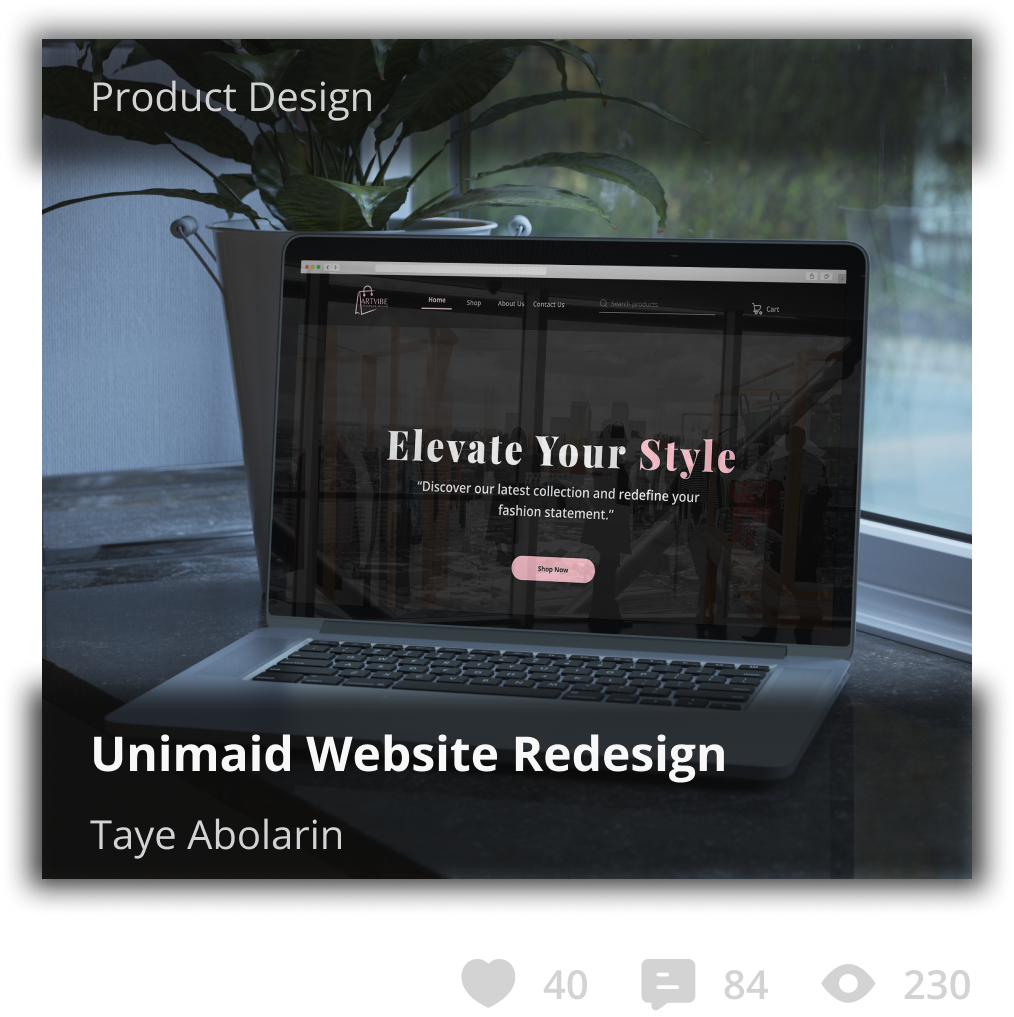 Product Design
ARTVIBE
Home Shop About Us Contact Us Search products Cart
Elevate Your Style
“Discover our latest collection and redefine your
fashion statement.”
Shop Now
Unimaid Website Redesign
Taye Abolarin
40 84 230